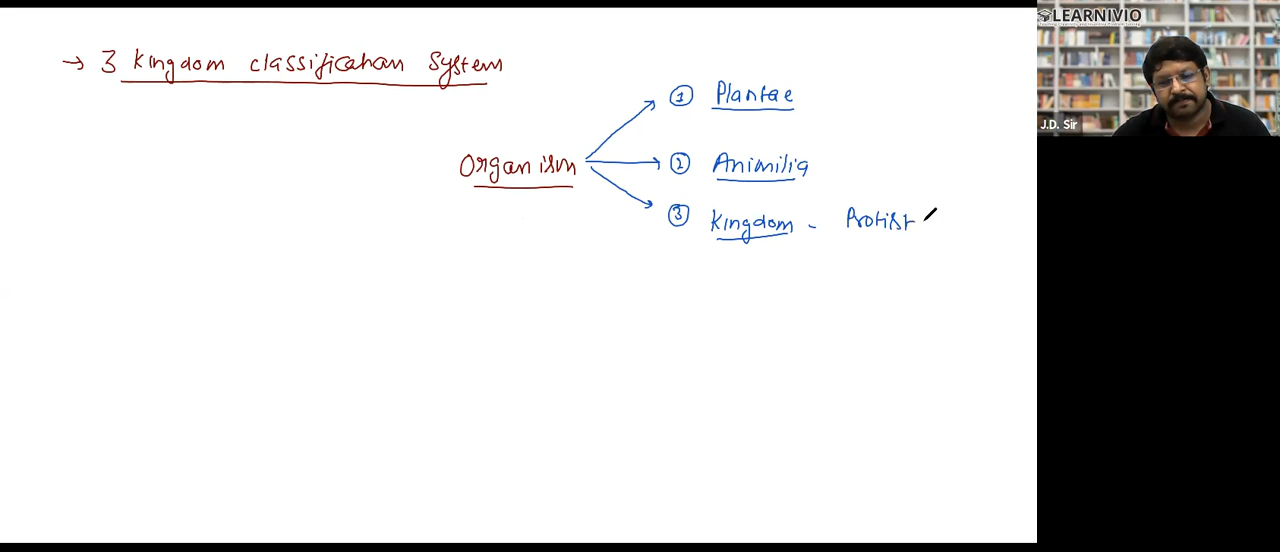 → 3 Kingdom classification System
① Plantae
Organism
② Animilia
③ Kingdom - Protist
LEARNIVIO
J.D. Sir